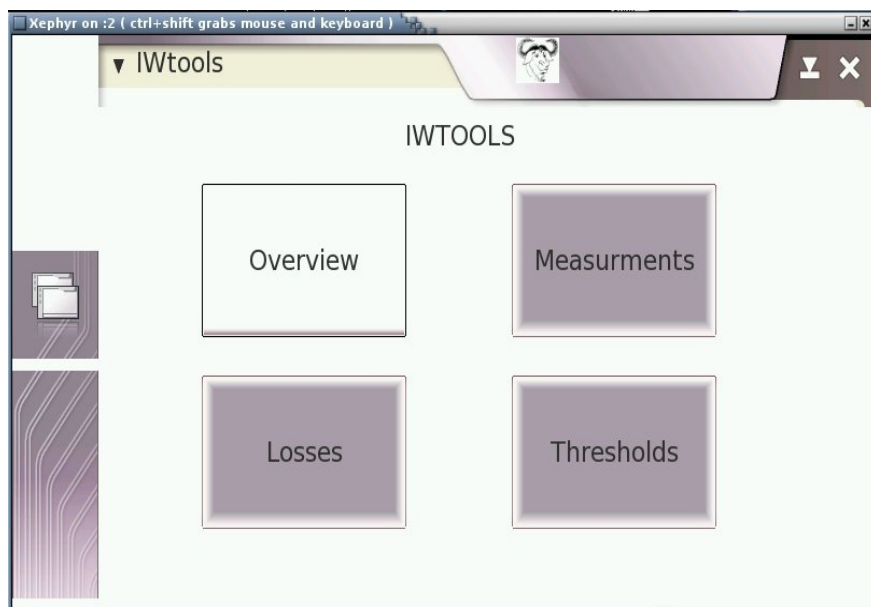 Xephyr on :2 ( ctrl+shift grabs mouse and keyboard )
IWtools
IWTOOLS
Overview
Measurments
Losses
Thresholds